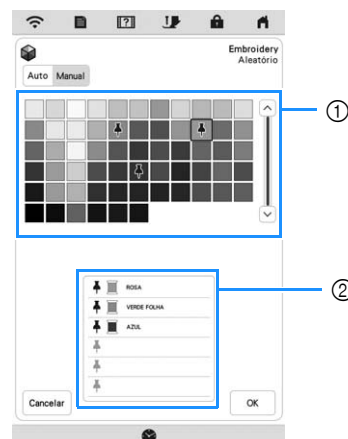 Embroidery
Aleatório
Auto Manual
①
②
ROSA
VERDE FOLHA
AZUL
Cancelar
OK